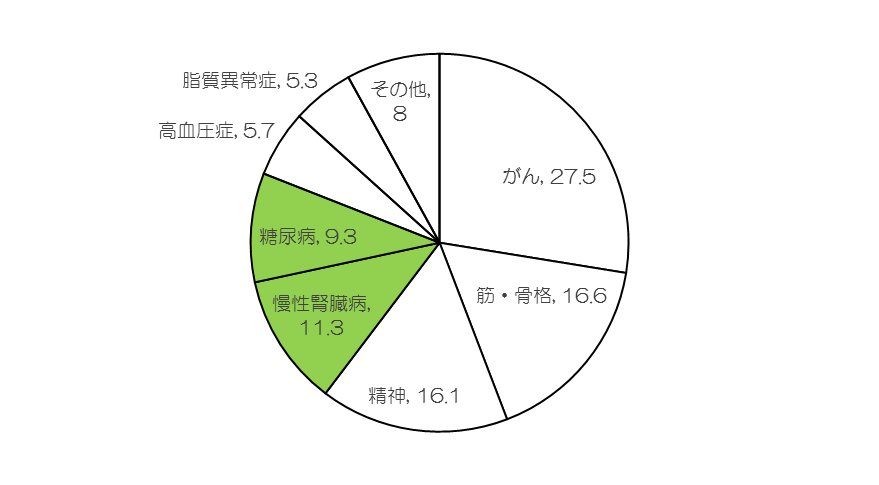 脂質異常症, 5.3
その他,
8
高血圧症, 5.7
がん, 27.5
糖尿病, 9.3
慢性腎臓病,
11.3
筋・骨格, 16.6
精神, 16.1